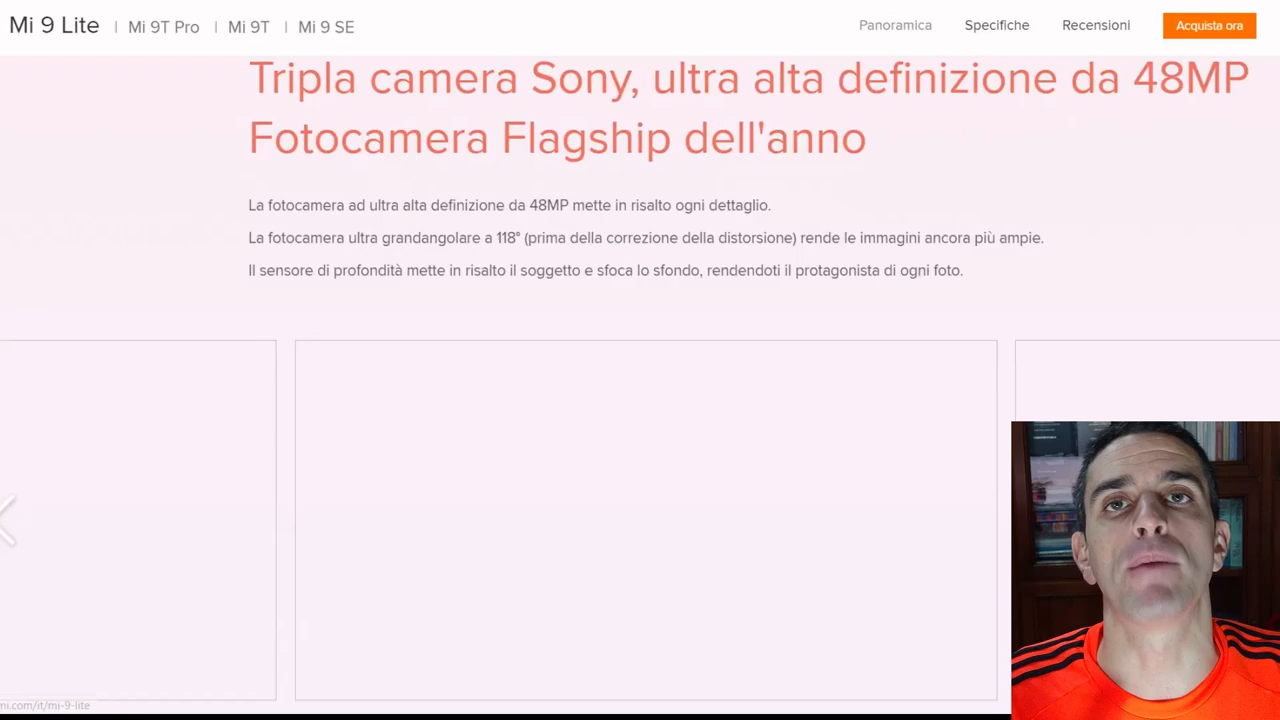 Mi 9 Lite | Mi 9T Pro | Mi 9T | Mi 9 SE Panoramica Specifiche Recensioni Acquista ora
Tripla camera Sony, ultra alta definizione da 48MP
Fotocamera Flagship dell'anno
La fotocamera ad ultra alta definizione da 48MP mette in risalto ogni dettaglio.
La fotocamera ultra grandangolare a 118° (prima della correzione della distorsione) rende le immagini ancora più ampie.
Il sensore di profondità mette in risalto il soggetto e sfoca lo sfondo, rendendoti il protagonista di ogni foto.
mi.com/it/mi-9-lite